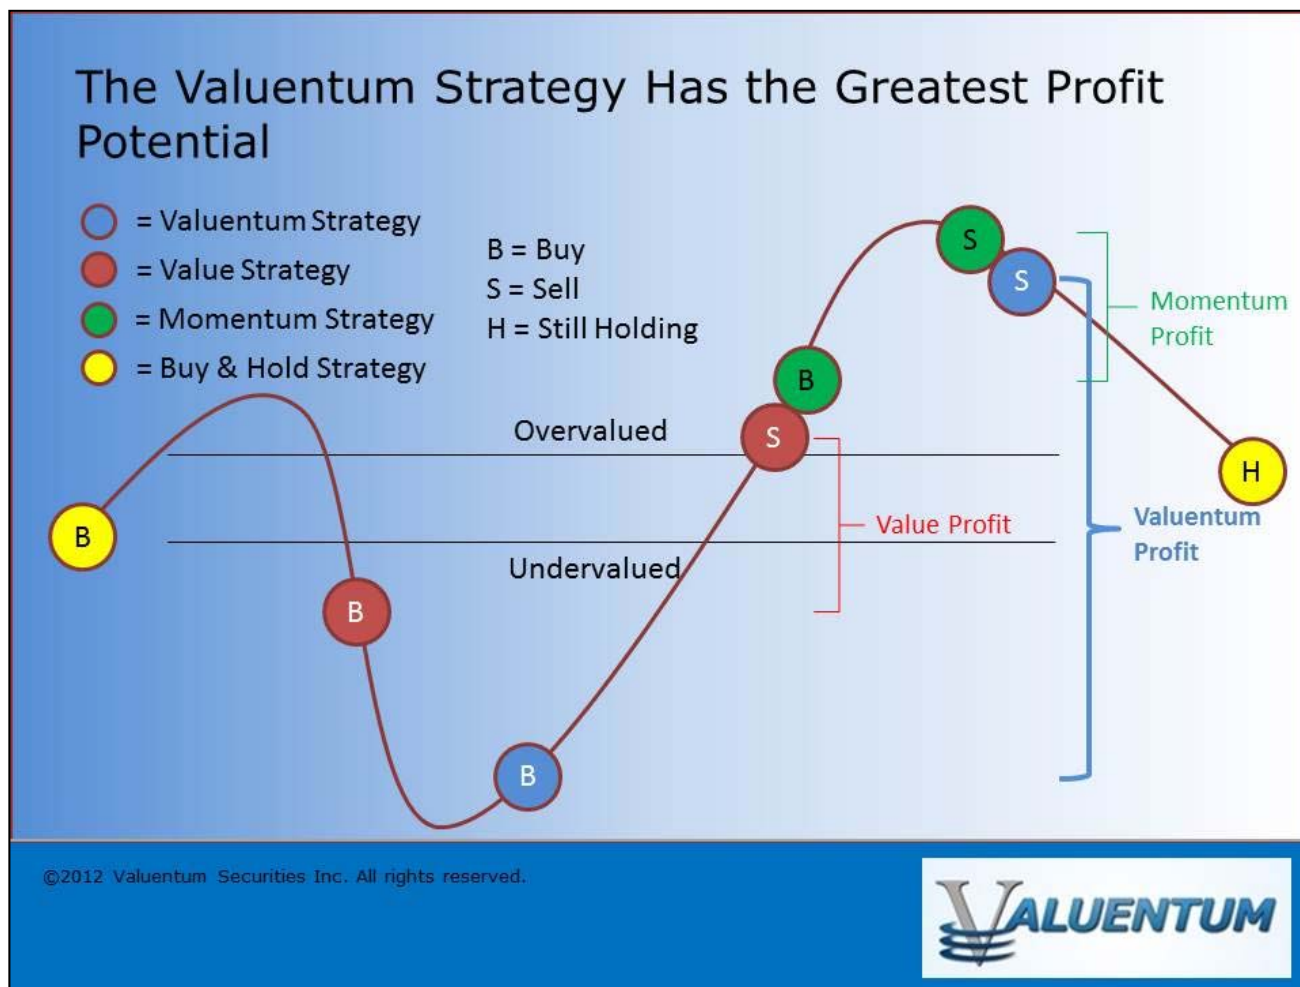 The Valuentum Strategy Has the Greatest Profit
Potential
= Valuentum Strategy
= Value Strategy
= Momentum Strategy
= Buy & Hold Strategy
B = Buy
S = Sell
H = Still Holding
S
S
Momentum
Profit
B
Overvalued
S
H
B
Value Profit
Valuentum
Profit
Undervalued
B
B
©2012 Valuentum Securities Inc. All rights reserved.
VALUENTUM